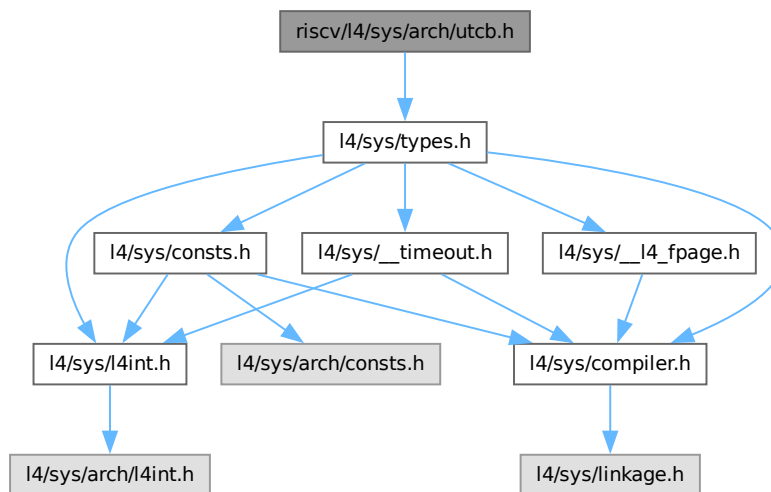 riscv/l4/sys/arch/utcb.h
l4/sys/types.h
l4/sys/consts.h
l4/sys/__timeout.h
l4/sys/__l4_fpage.h
l4/sys/l4int.h
l4/sys/arch/consts.h
l4/sys/compiler.h
l4/sys/arch/l4int.h
l4/sys/linkage.h